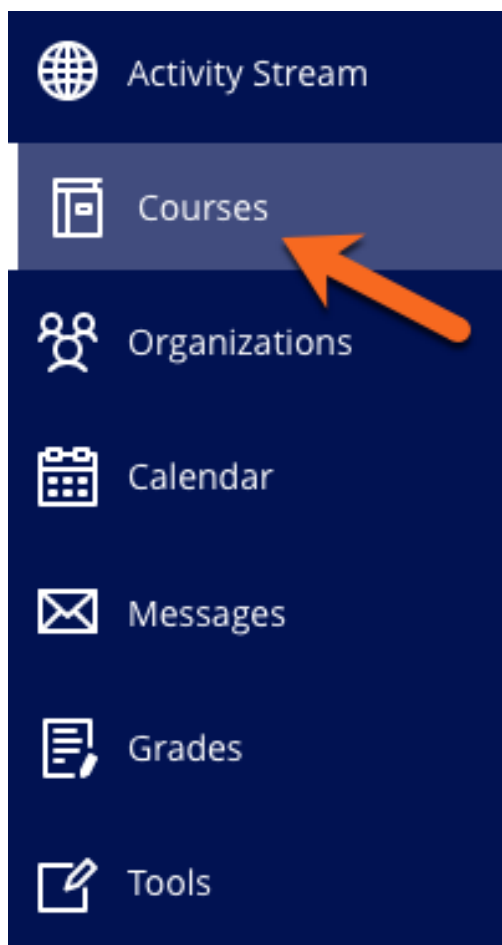 Activity Stream
Courses
Organizations
Calendar
Messages
Grades
Tools